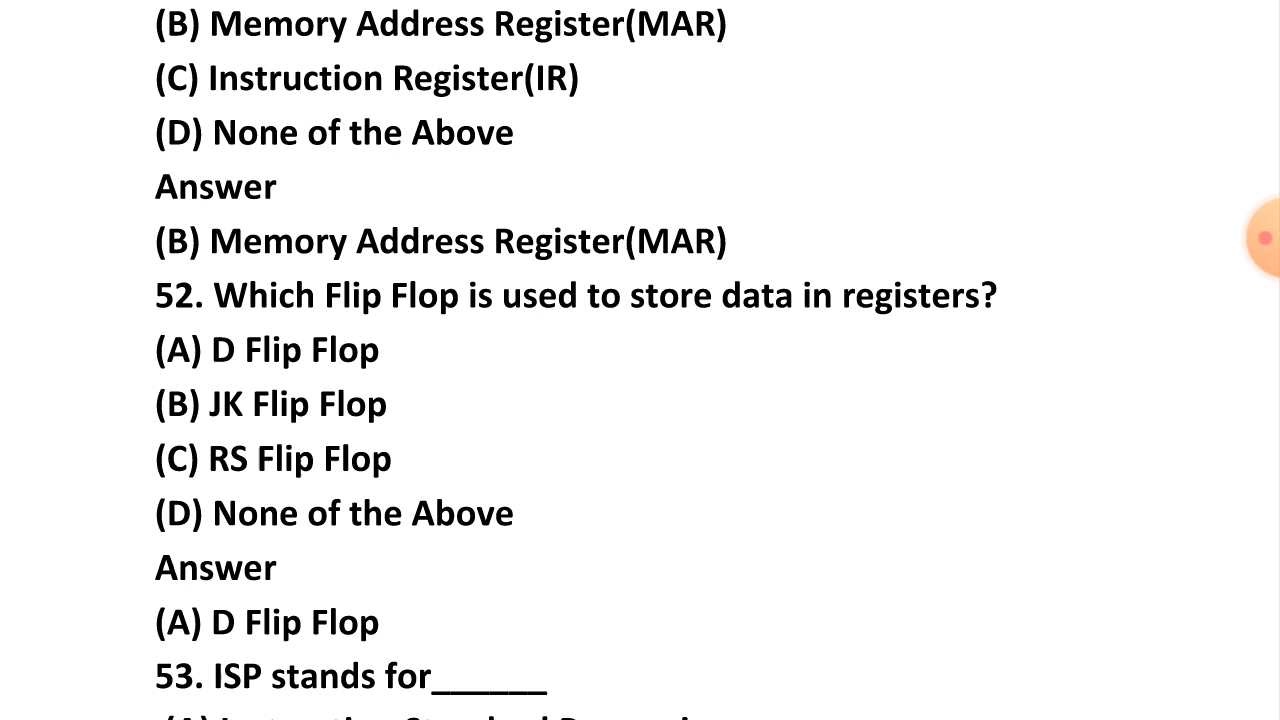 (B) Memory Address Register(MAR)
(C) Instruction Register(IR)
(D) None of the Above
Answer
(B) Memory Address Register(MAR)
52. Which Flip Flop is used to store data in registers?
(A) D Flip Flop
(B) JK Flip Flop
(C) RS Flip Flop
(D) None of the Above
Answer
(A) D Flip Flop
53. ISP stands for______